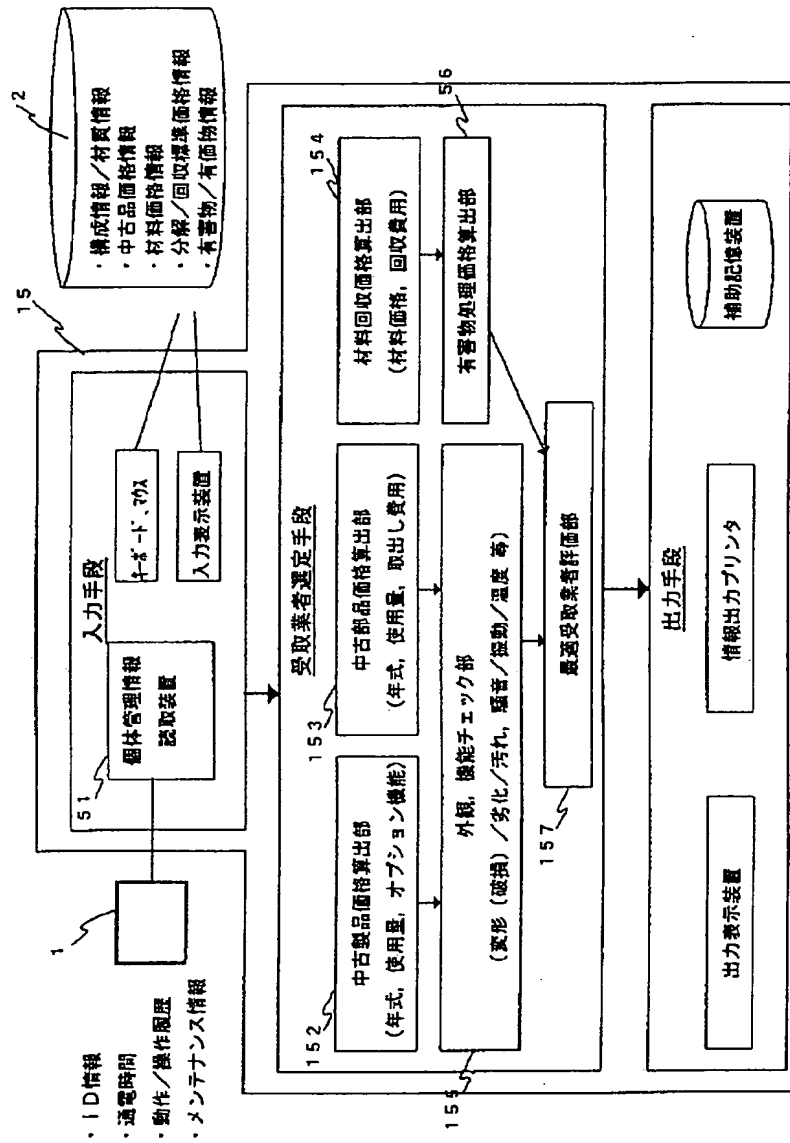 1
・ＩＤ情報
・通電時間
・動作／操作履歴
・メンテナンス情報
15
2
・構成情報／材質情報
・中古品価格情報
・材料価格情報
・分解／回収標準価格情報
・有害物／有価物情報
入力手段
51
個体管理情報
読取装置
キーボード、マウス
入力表示装置
受取業者選定手段
152
中古製品価格算出部
(年式，使用量，オプション機能)
153
中古部品価格算出部
(年式，使用量，取出し費用)
154
材料回収価格算出部
(材料価格，回収費用)
155
外観，機能チェック部
(変形（破損）／劣化／汚れ，騒音／振動／温度 等)
56
有害物処理価格算出部
157
最適受取業者評価部
出力手段
出力表示装置
情報出力プリンタ
補助記憶装置